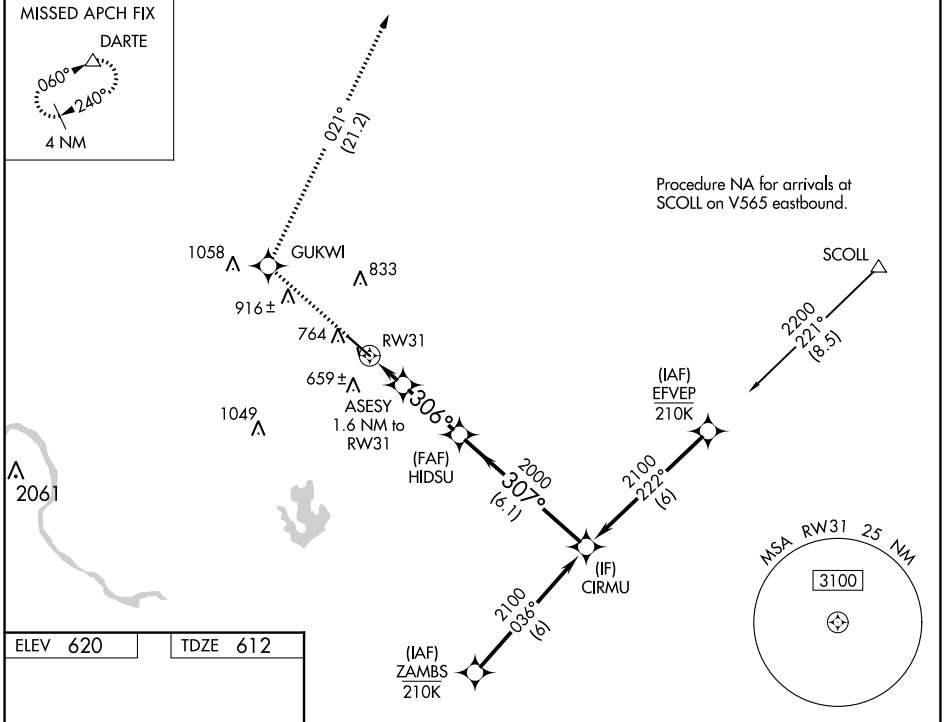 MISSED APCH FIX
DARTE
060°
240°
4 NM
021°
(21.2)
Procedure NA for arrivals at
SCOLL on V565 eastbound.
SCOLL
2200
221°
(8.5)
1058
GUKWI
833
916±
764
RW31
659±
ASESY
1.6 NM to
RW31
306°
1049
(FAF)
HIDSU
2000
307°
(6.1)
(IAF)
EFVEP
210K
2100
222°
(6)
2061
(IF)
CIRMU
2100
036°
(6)
(IAF)
ZAMBS
210K
MSA RW31 25 NM
3100
ELEV 620
TDZE 612